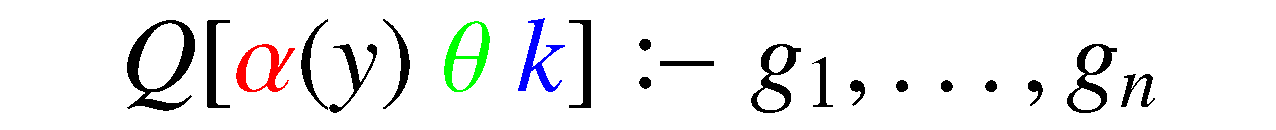 Q[α(y) θ k] :– g₁, . . . , gₙ